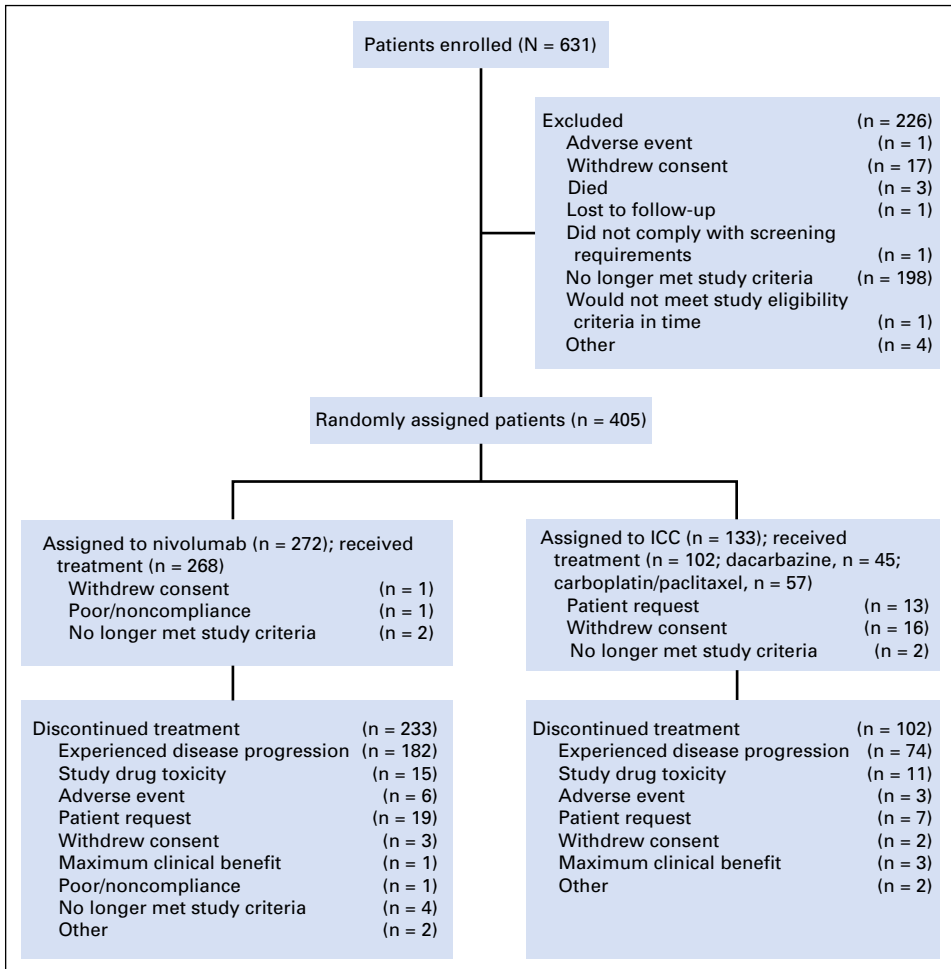 Patients enrolled (N = 631)
Excluded (n = 226)
Adverse event (n = 1)
Withdrew consent (n = 17)
Died (n = 3)
Lost to follow-up (n = 1)
Did not comply with screening
requirements (n = 1)
No longer met study criteria (n = 198)
Would not meet study eligibility
criteria in time (n = 1)
Other (n = 4)
Randomly assigned patients (n = 405)
Assigned to nivolumab (n = 272); received
treatment (n = 268)
Withdrew consent (n = 1)
Poor/noncompliance (n = 1)
No longer met study criteria (n = 2)
Assigned to ICC (n = 133); received
treatment (n = 102; dacarbazine, n = 45;
carboplatin/paclitaxel, n = 57)
Patient request (n = 13)
Withdrew consent (n = 16)
No longer met study criteria (n = 2)
Discontinued treatment (n = 233)
Experienced disease progression (n = 182)
Study drug toxicity (n = 15)
Adverse event (n = 6)
Patient request (n = 19)
Withdrew consent (n = 3)
Maximum clinical benefit (n = 1)
Poor/noncompliance (n = 1)
No longer met study criteria (n = 4)
Other (n = 2)
Discontinued treatment (n = 102)
Experienced disease progression (n = 74)
Study drug toxicity (n = 11)
Adverse event (n = 3)
Patient request (n = 7)
Withdrew consent (n = 2)
Maximum clinical benefit (n = 3)
Other (n = 2)